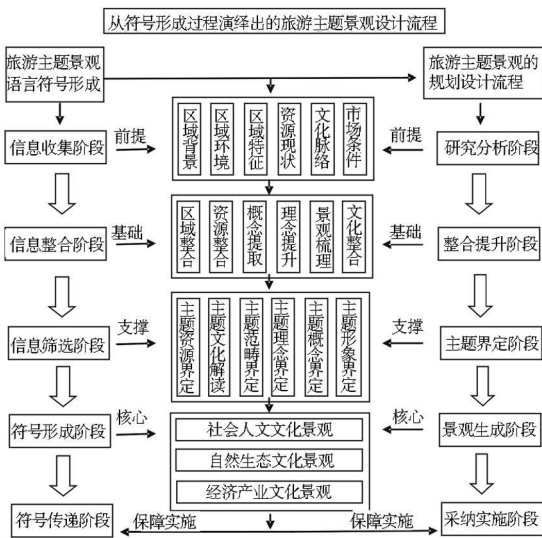 从符号形成过程演绎出的旅游主题景观设计流程
旅游主题景观
语言符号形成
旅游主题景观的
规划设计流程
信息收集阶段
前提
区域背景
区域环境
区域特征
资源现状
文化脉络
市场条件
前提
研究分析阶段
信息整合阶段
基础
区域整合
资源整合
概念提取
理念提升
景观梳理
文化整合
基础
整合提升阶段
信息筛选阶段
支撑
主题资源界定
主题文化解读
主题范畴界定
主题理念界定
主题概念界定
主题形象界定
支撑
主题界定阶段
符号形成阶段
核心
社会人文文化景观
自然生态文化景观
经济产业文化景观
核心
景观生成阶段
符号传递阶段
保障实施
保障实施
采纳实施阶段